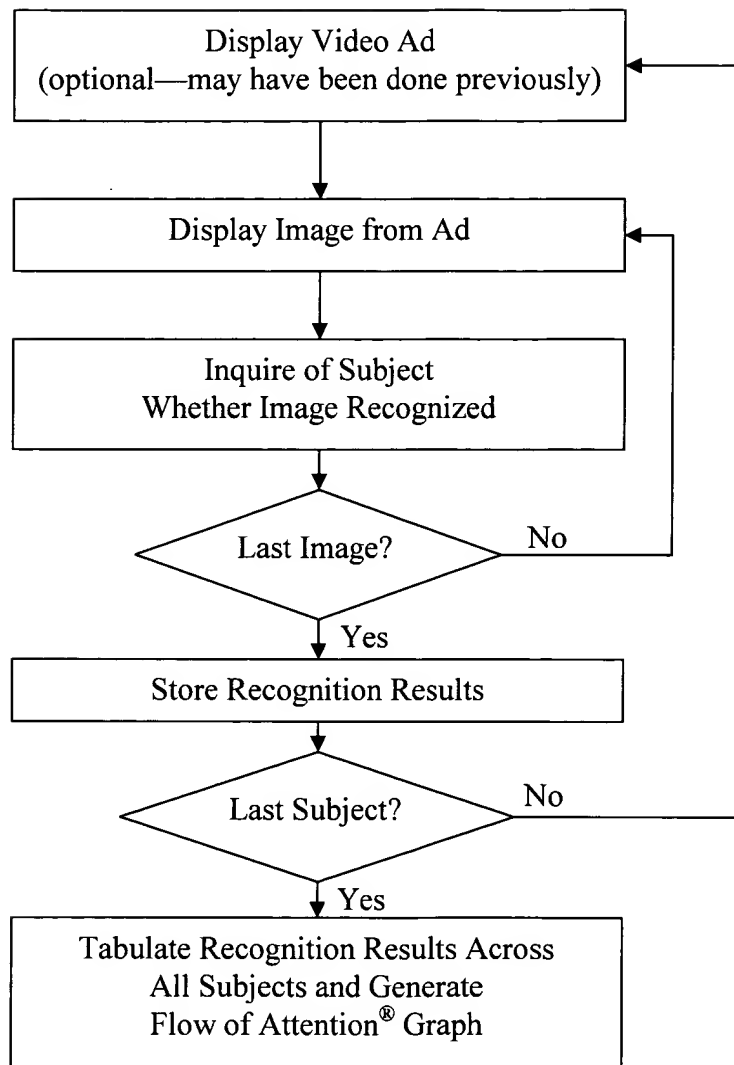 Display Video Ad
(optional—may have been done previously)
Display Image from Ad
Inquire of Subject
Whether Image Recognized
Last Image?
No
Yes
Store Recognition Results
Last Subject?
No
Yes
Tabulate Recognition Results Across
All Subjects and Generate
Flow of Attention® Graph